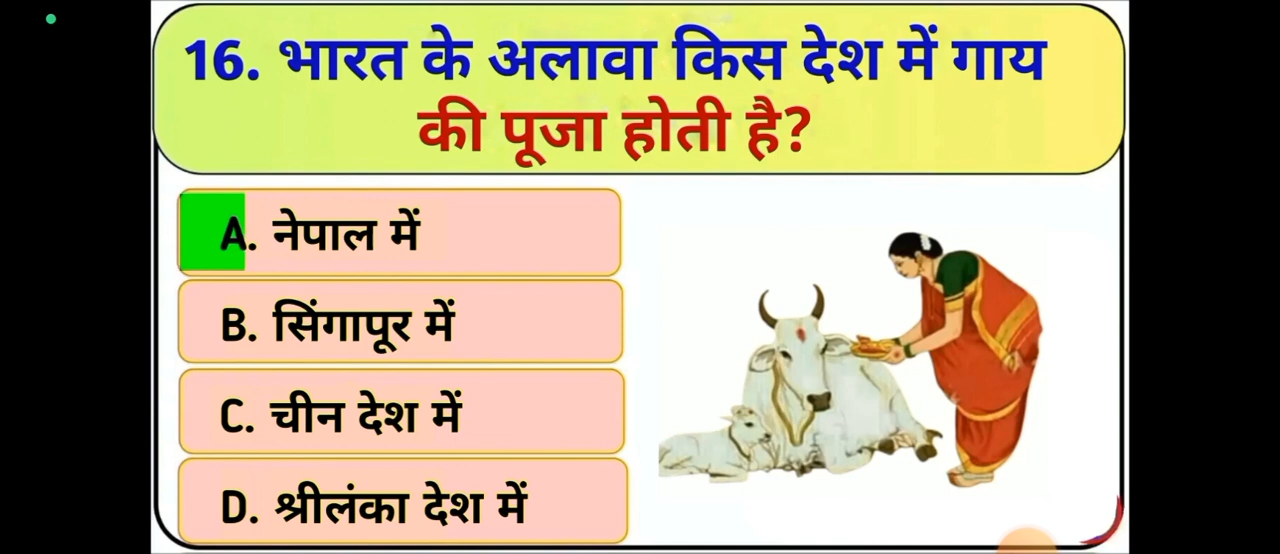 16. भारत के अलावा किस देश में गाय
की पूजा होती है?
A. नेपाल में
B. सिंगापूर में
C. चीन देश में
D. श्रीलंका देश में